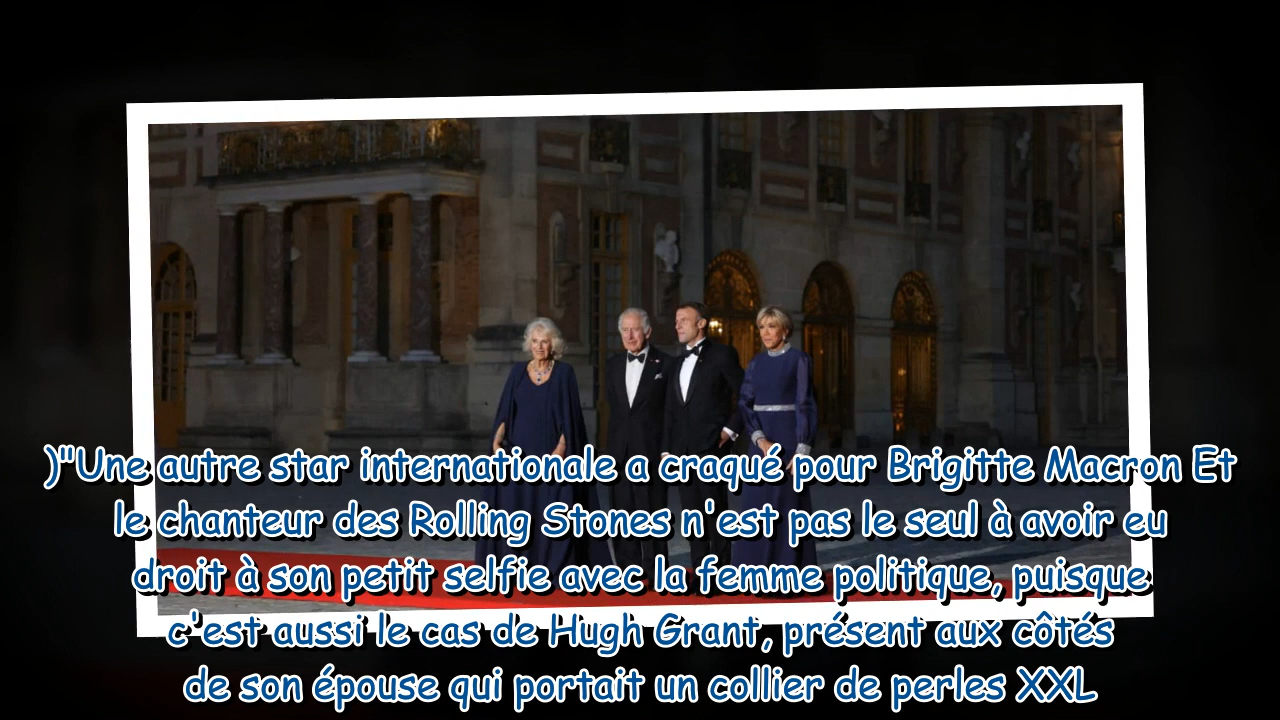 )"Une autre star internationale a craqué pour Brigitte Macron Et
le chanteur des Rolling Stones n'est pas le seul à avoir eu
droit à son petit selfie avec la femme politique, puisque
c'est aussi le cas de Hugh Grant, présent aux côtés
de son épouse qui portait un collier de perles XXL